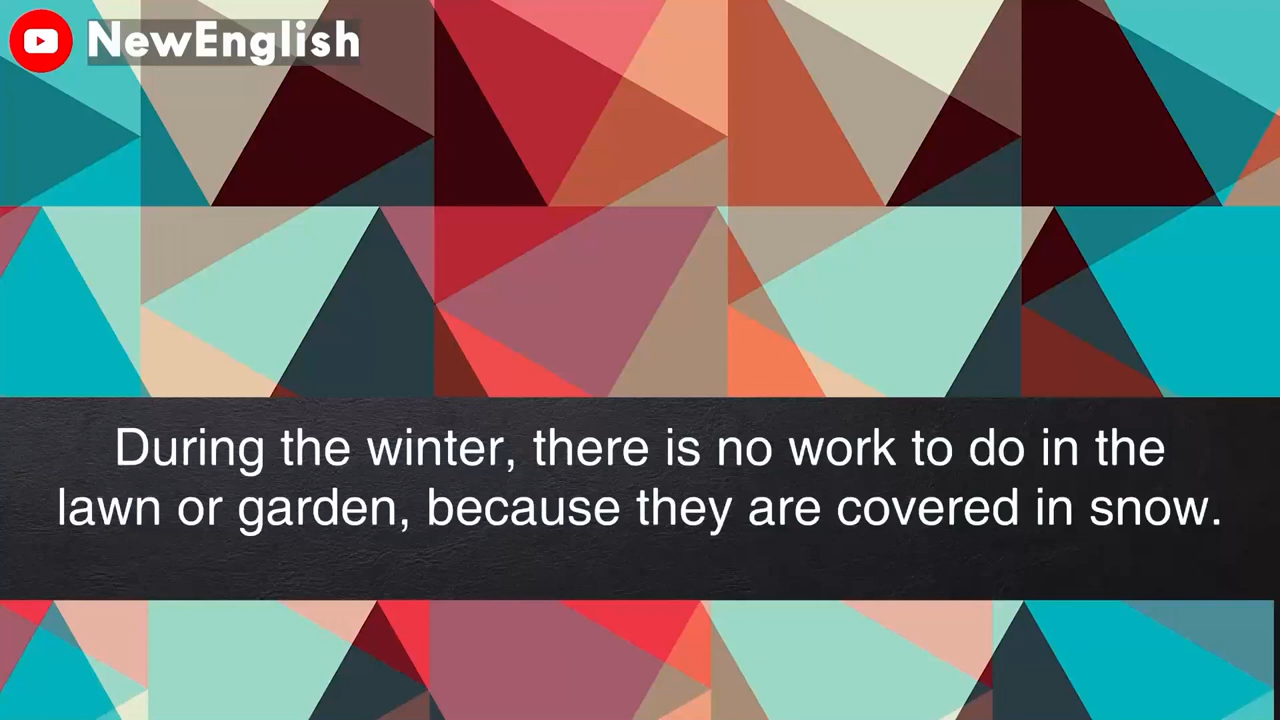 NewEnglish
During the winter, there is no work to do in the
lawn or garden, because they are covered in snow.